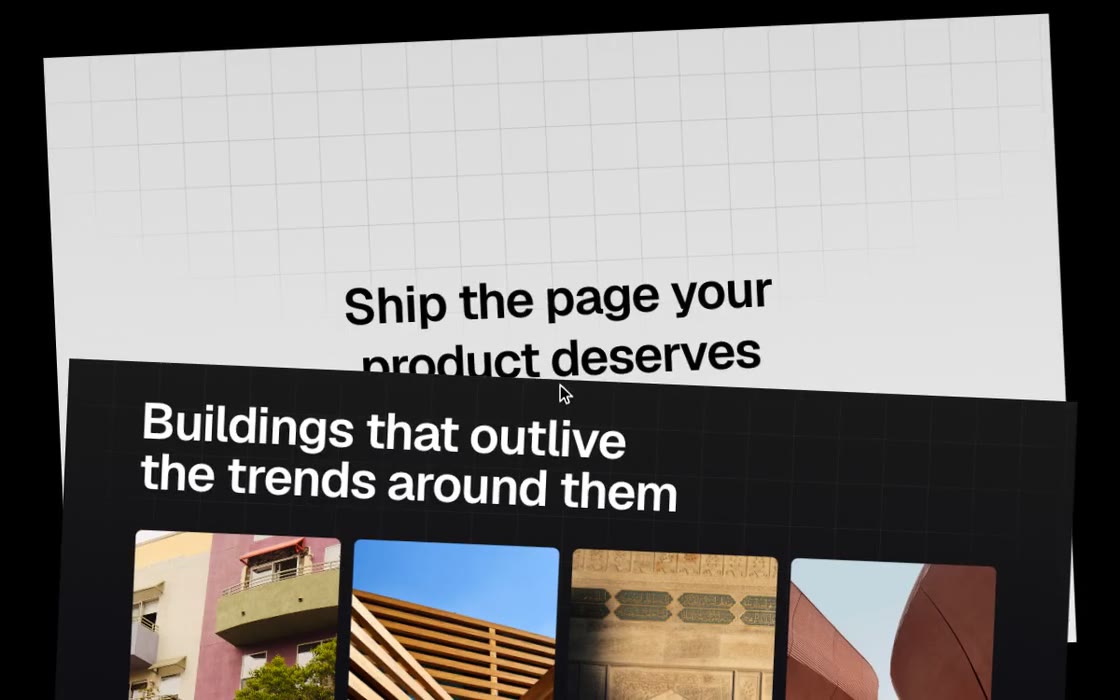 Ship the page your
product deserves
Buildings that outlive
the trends around them